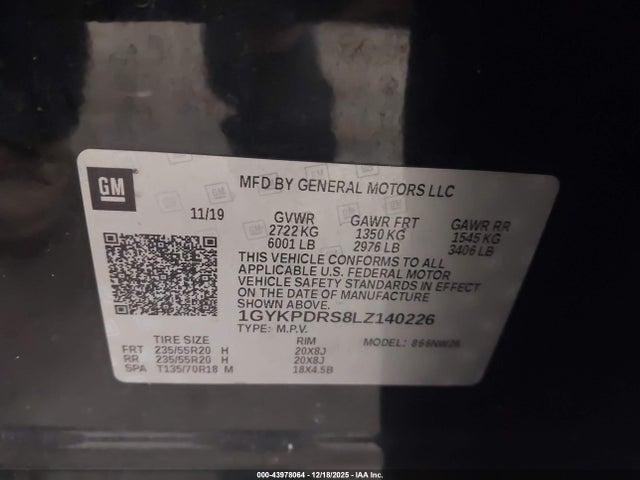 GM
MFD BY GENERAL MOTORS LLC
11/19
GVWR GAWR FRT GAWR RR
2722 KG 1350 KG 1545 KG
6001 LB 2976 LB 3406 LB
THIS VEHICLE CONFORMS TO ALL
APPLICABLE U.S. FEDERAL MOTOR
VEHICLE SAFETY STANDARDS IN EFFECT
ON THE DATE OF MANUFACTURE
SHOWN ABOVE.
1GYKPDRS8LZ140226
TYPE: M.P.V. MODEL:
TIRE SIZE RIM
FRT 235/55R20 H 20X8J
RR 235/55R20 H 20X8J
SPA T135/70R18 M 18X4.5B
000-43978064 - 12/18/2025 - IAA Inc.